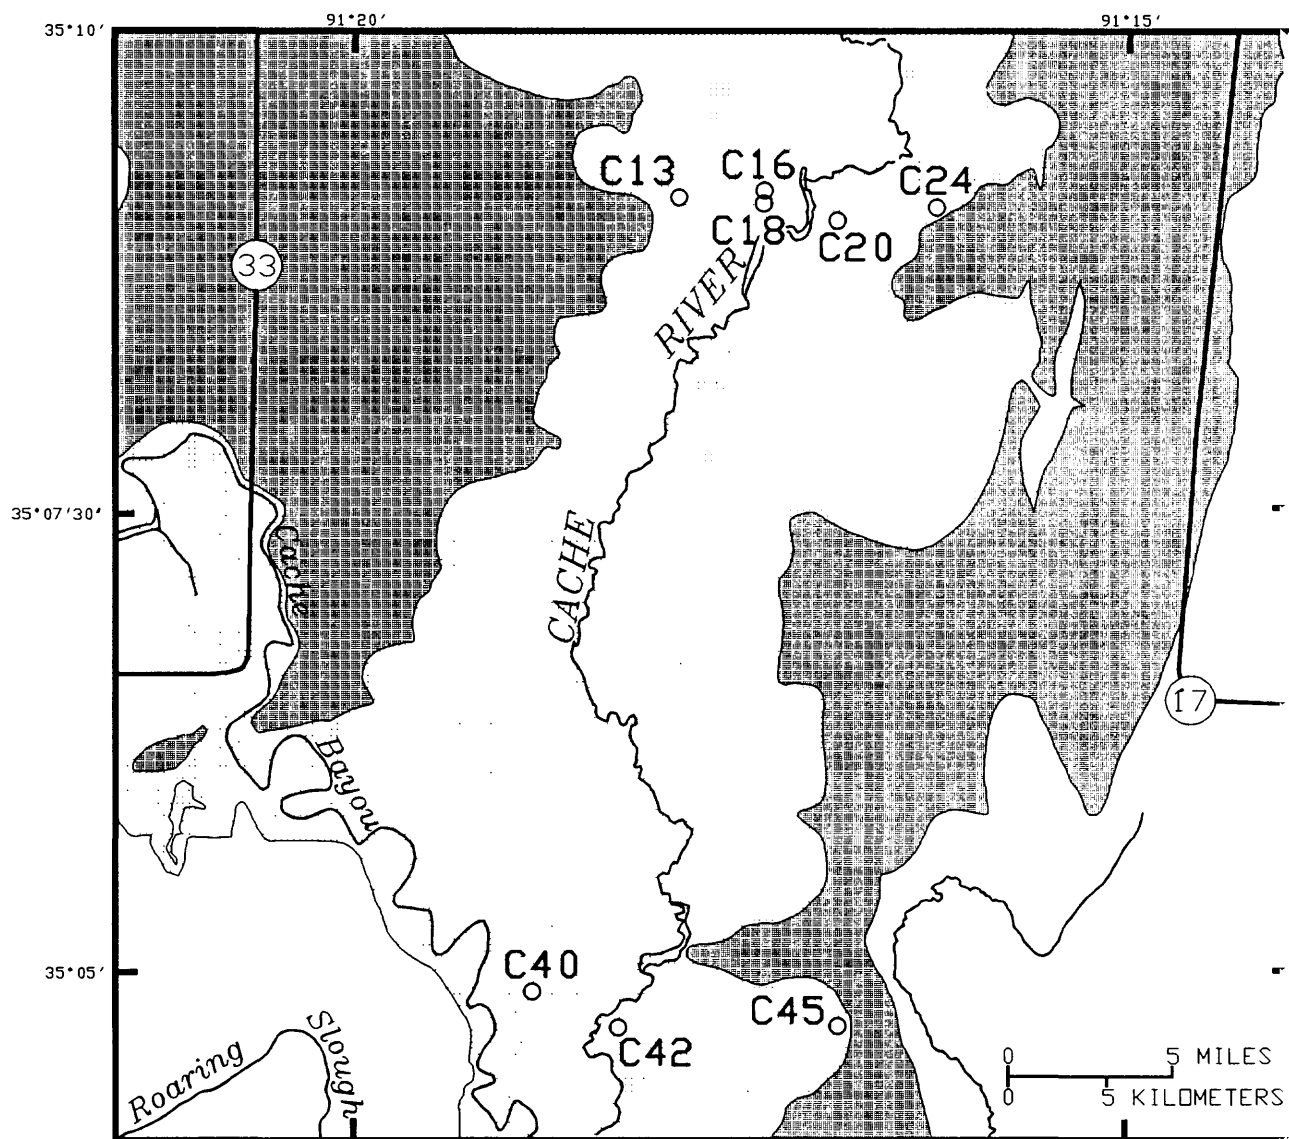 91°20'
91°15'
35°10'
C13
C16
C24
C18
C20
33
CACHE RIVER
35°07'30"
Cache Bayou
17
35°05'
C40
C45
C42
Roaring Slough
0 5 MILES
0 5 KILOMETERS